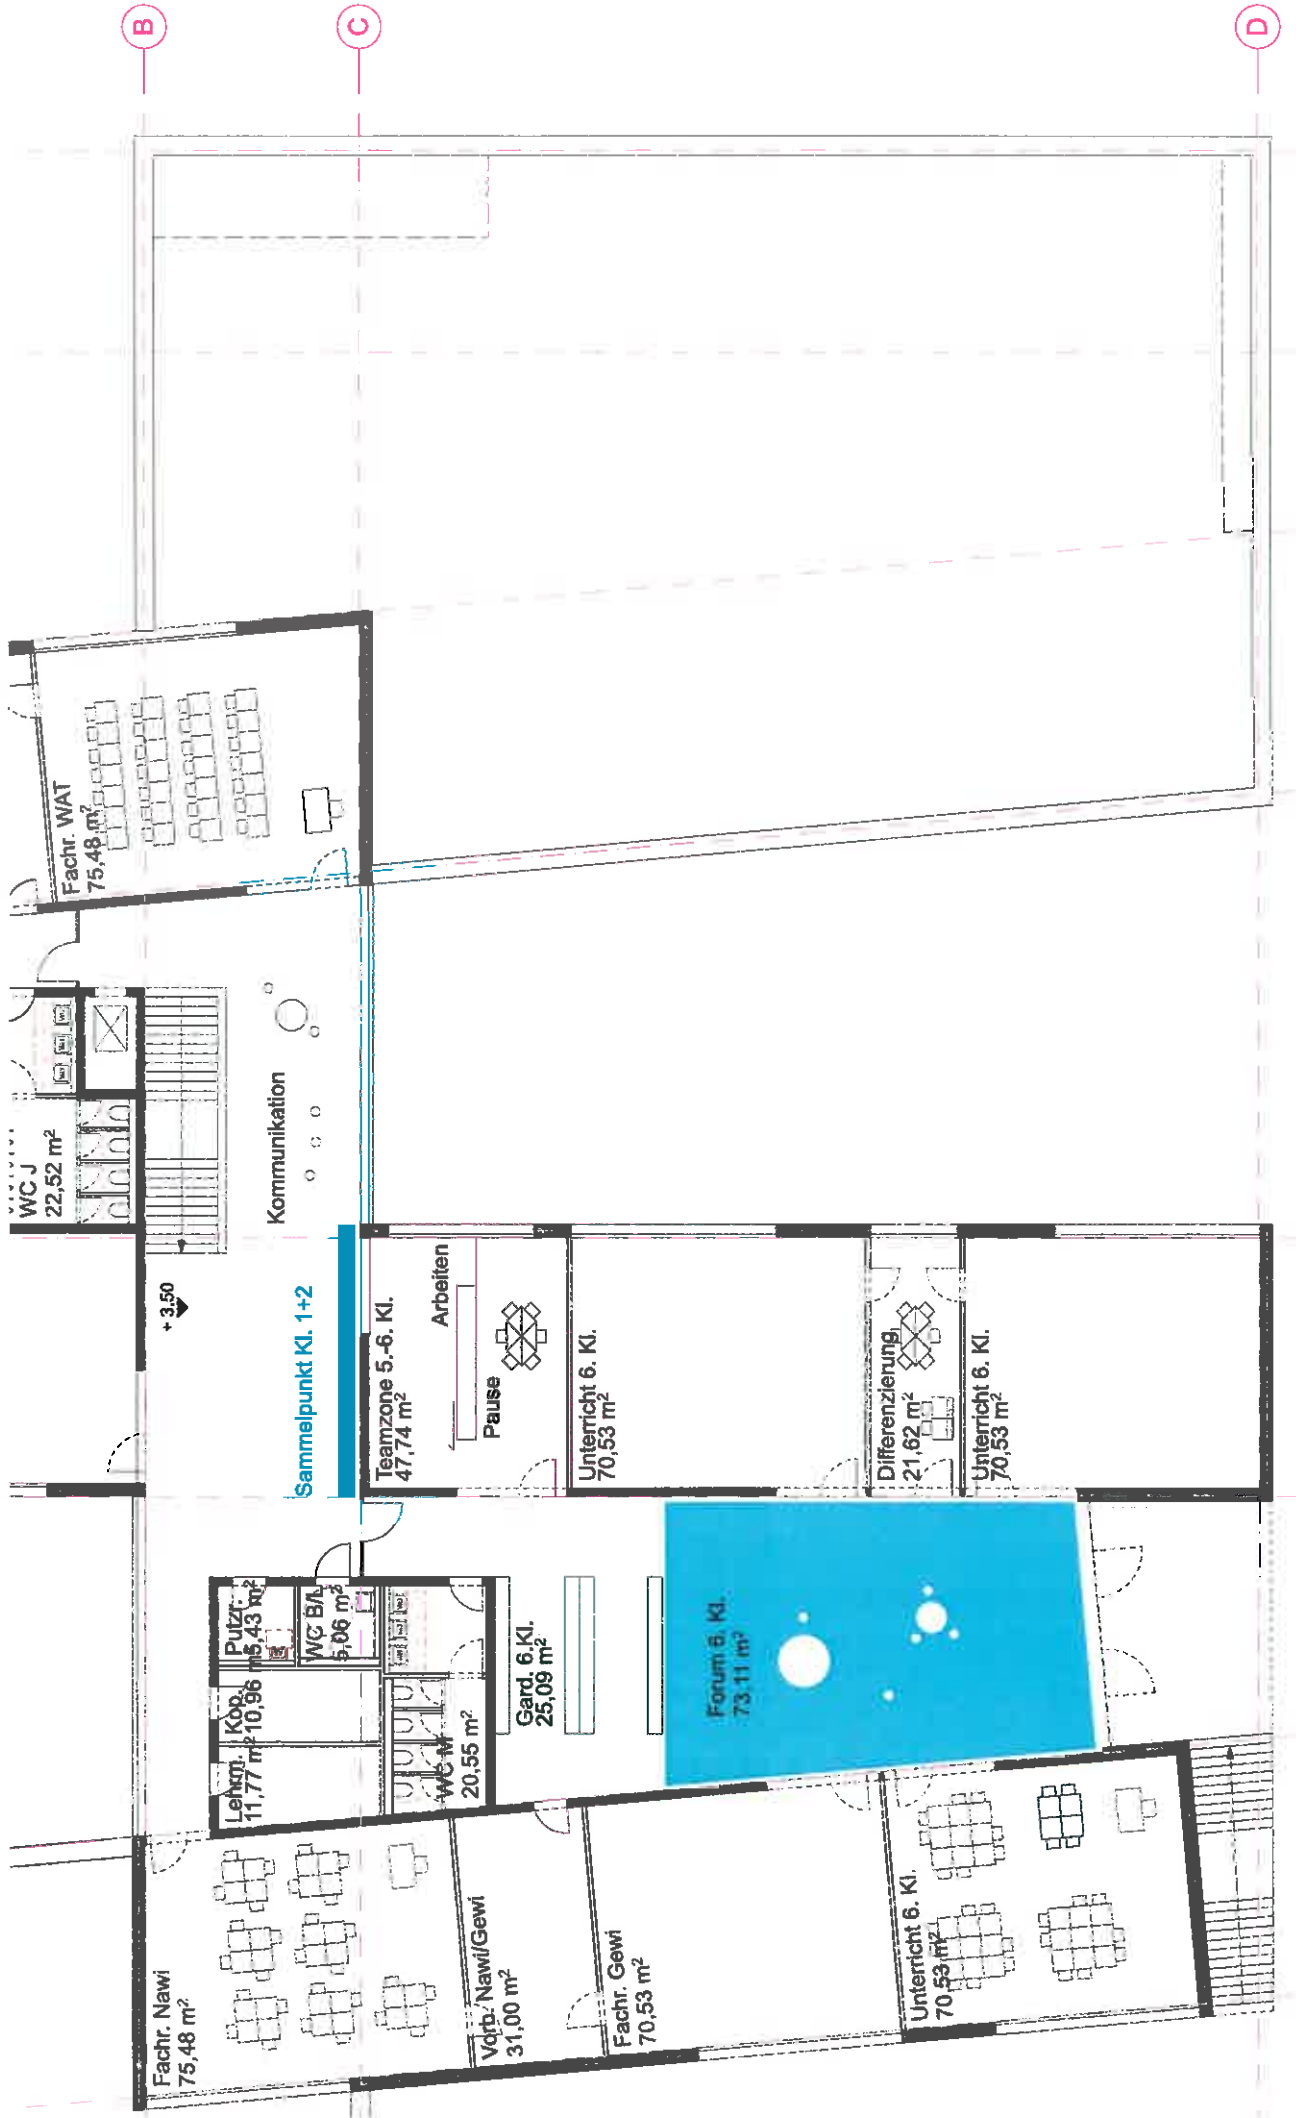 B
C
D
Fachr. WAT
75,48 m²
WC J
22,52 m²
Kommunikation
+ 3.50
Sammelpunkt Kl. 1+2
Teamzone 5.-6. Kl.
47,74 m²
Arbeiten
Pause
Unterricht 6. Kl.
70,53 m²
Differenzierung
21,62 m²
Unterricht 6. Kl.
70,53 m²
Putzr.
5,43 m²
WC B/L
5,06 m²
Kop.
10,96 m²
Lehrm.
11,77 m²
WC M
20,55 m²
Gard. 6.Kl.
25,09 m²
Forum 6. Kl.
73.11 m²
Fachr. Nawi
75,48 m²
Vorb. Nawi/Gewi
31,00 m²
Fachr. Gewi
70,53 m²
Unterricht 6. Kl.
70,53 m²